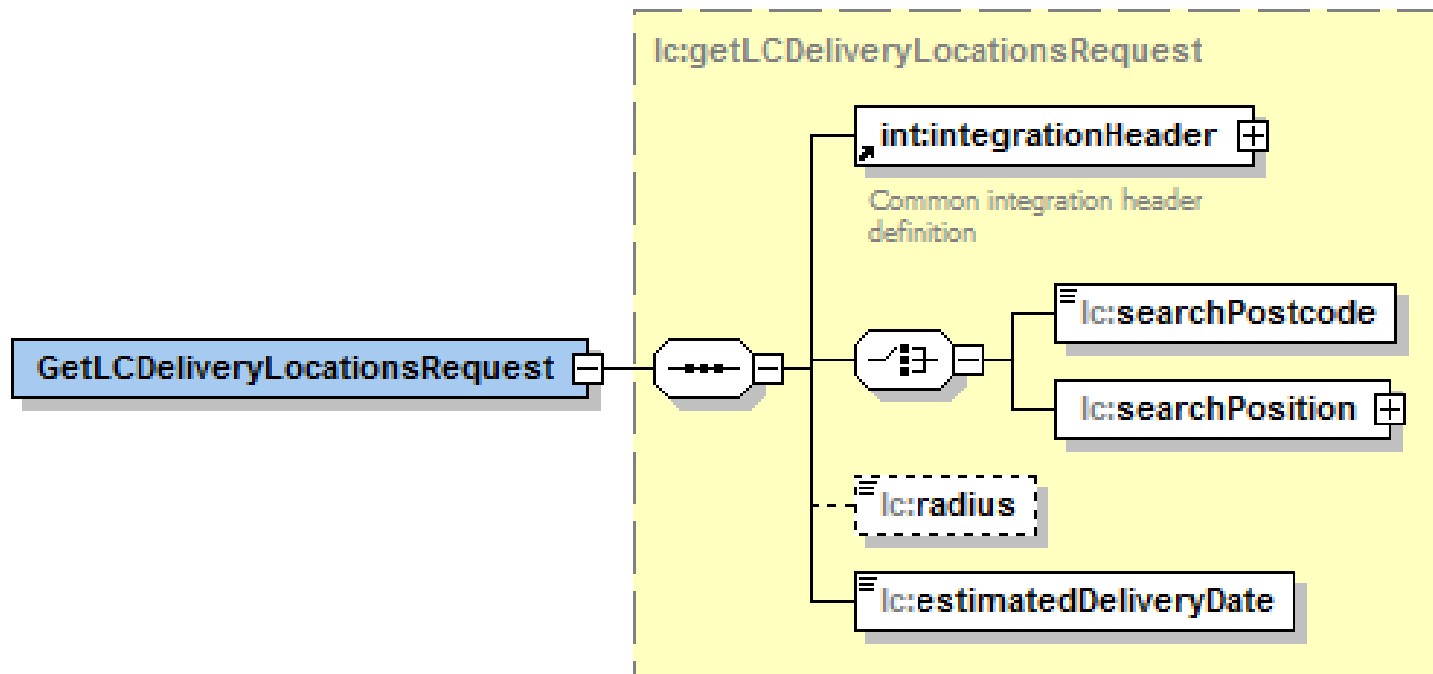 lc:getLCDeliveryLocationsRequest
int:integrationHeader
Common integration header
definition
lc:searchPostcode
GetLCDeliveryLocationsRequest
lc:searchPosition
lc:radius
lc:estimatedDeliveryDate